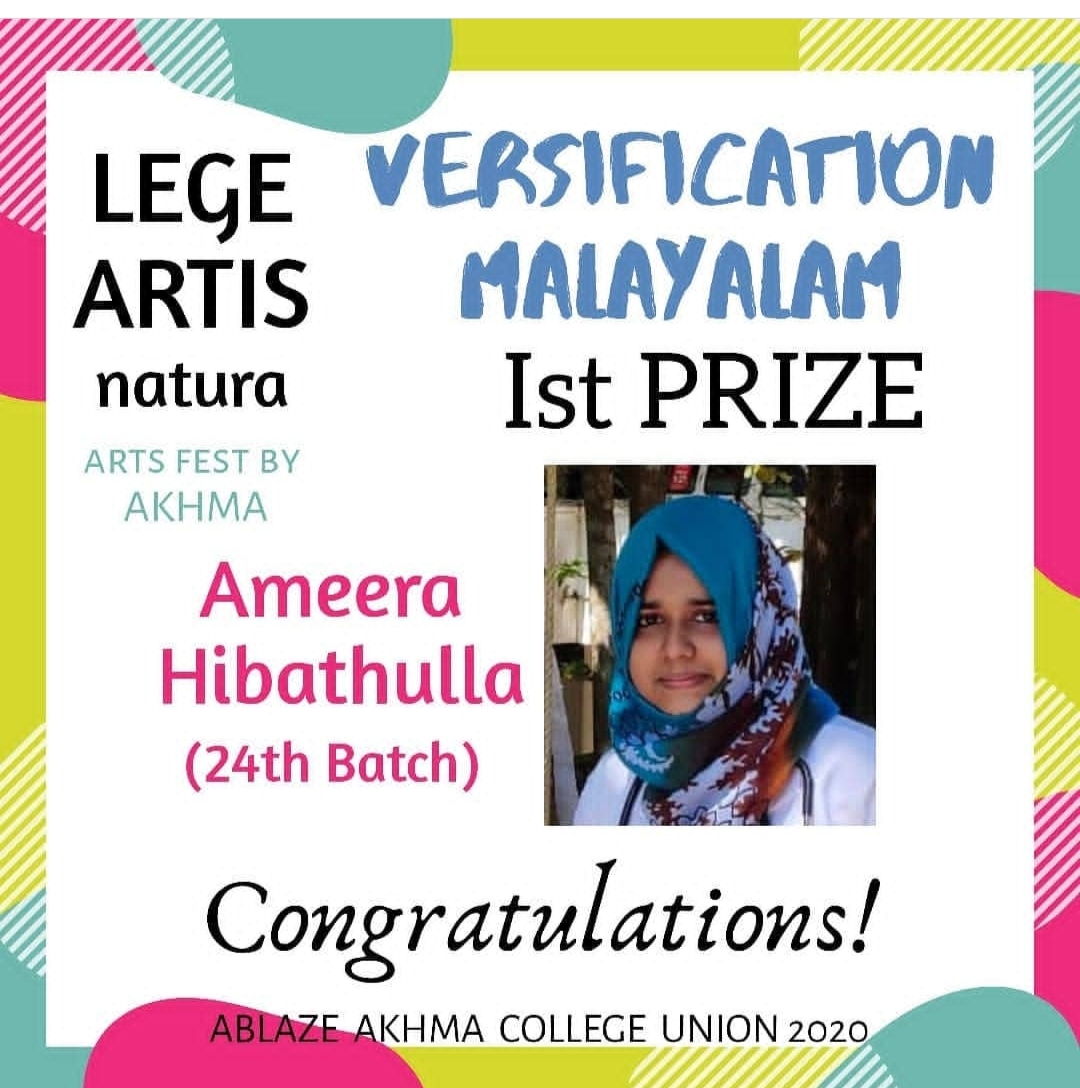 LEGE
ARTIS
natura
ARTS FEST BY
AKHMA
VERSIFICATION
MALAYALAM
Ist PRIZE
Ameera
Hibathulla
(24th Batch)
Congratulations!
ABLAZE AKHMA COLLEGE UNION 2020